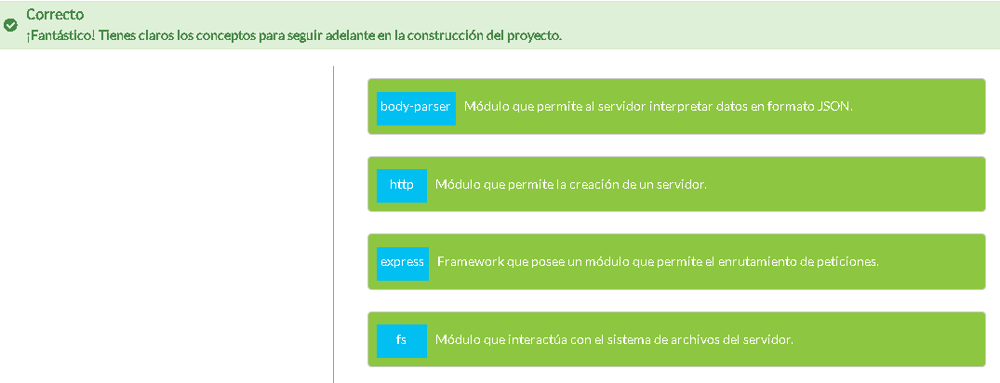 Correcto
¡Fantástico! Tienes claros los conceptos para seguir adelante en la construcción del proyecto.
body-parser Módulo que permite al servidor interpretar datos en formato JSON.
http Módulo que permite la creación de un servidor.
express Framework que posee un módulo que permite el enrutamiento de peticiones.
fs Módulo que interactúa con el sistema de archivos del servidor.